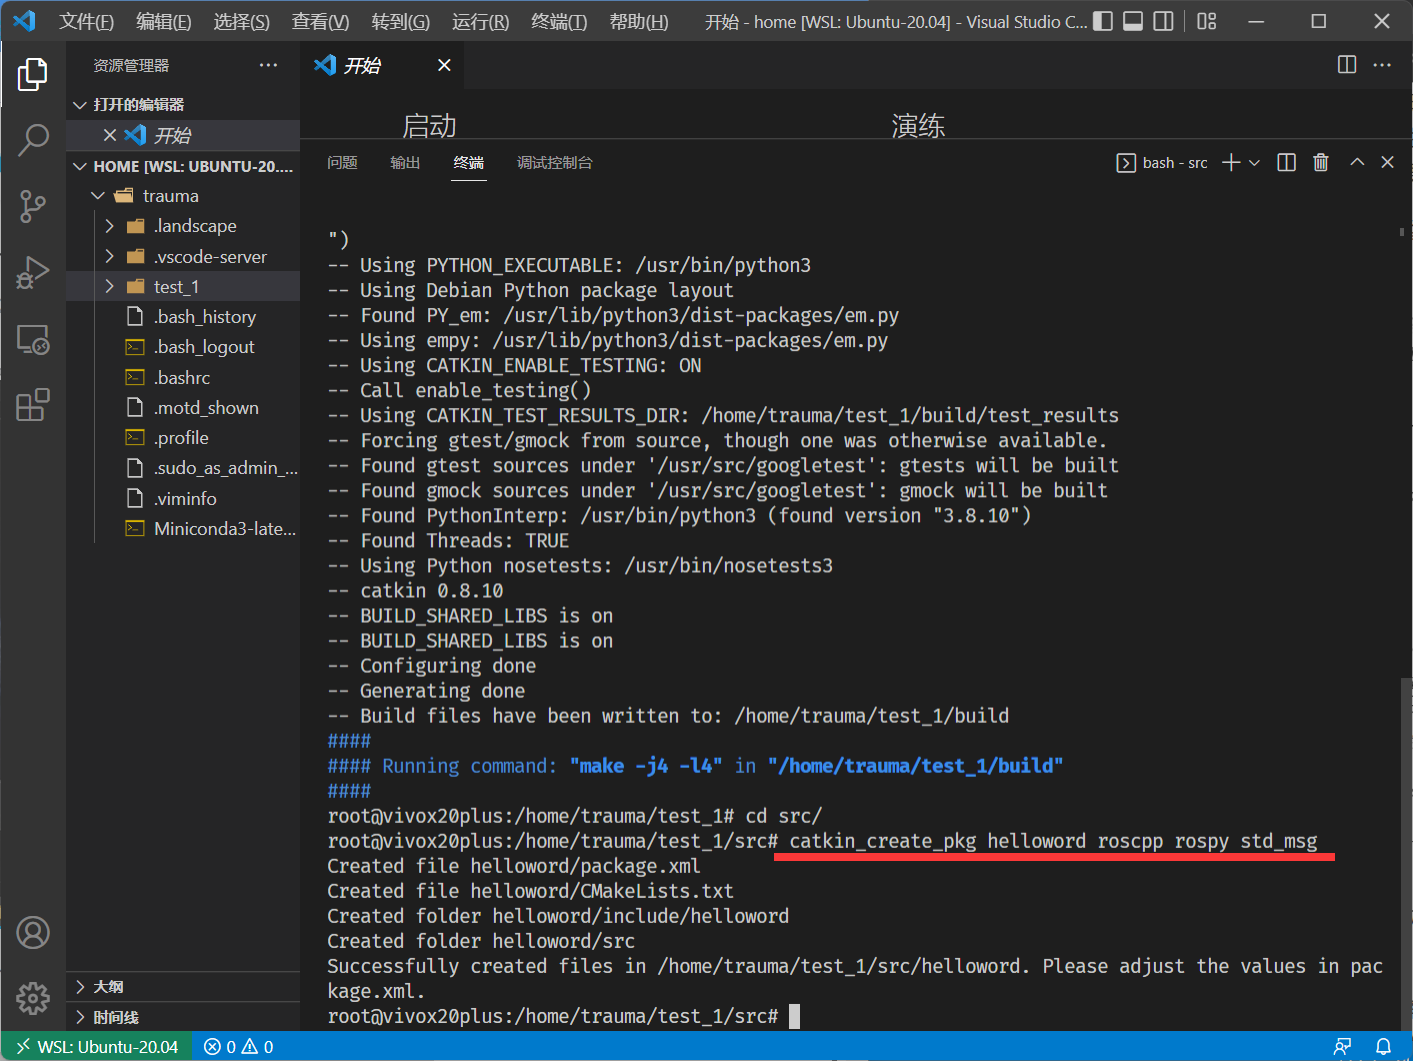 文件(F) 编辑(E) 选择(S) 查看(V) 转到(G) 运行(R) 终端(T) 帮助(H) 开始 - home [WSL: Ubuntu-20.04] - Visual Studio C...
资源管理器
开始
打开的编辑器
开始
HOME [WSL: UBUNTU-20....
trauma
.landscape
.vscode-server
test_1
.bash_history
.bash_logout
.bashrc
.motd_shown
.profile
.sudo_as_admin_...
.viminfo
Miniconda3-late...
大纲
时间线
启动 演练
问题 输出 终端 调试控制台 bash - src
")
-- Using PYTHON_EXECUTABLE: /usr/bin/python3
-- Using Debian Python package layout
-- Found PY_em: /usr/lib/python3/dist-packages/em.py
-- Using empy: /usr/lib/python3/dist-packages/em.py
-- Using CATKIN_ENABLE_TESTING: ON
-- Call enable_testing()
-- Using CATKIN_TEST_RESULTS_DIR: /home/trauma/test_1/build/test_results
-- Forcing gtest/gmock from source, though one was otherwise available.
-- Found gtest sources under '/usr/src/googletest': gtests will be built
-- Found gmock sources under '/usr/src/googletest': gmock will be built
-- Found PythonInterp: /usr/bin/python3 (found version "3.8.10")
-- Found Threads: TRUE
-- Using Python nosetests: /usr/bin/nosetests3
-- catkin 0.8.10
-- BUILD_SHARED_LIBS is on
-- BUILD_SHARED_LIBS is on
-- Configuring done
-- Generating done
-- Build files have been written to: /home/trauma/test_1/build
####
#### Running command: "make -j4 -l4" in "/home/trauma/test_1/build"
####
root@vivox20plus:/home/trauma/test_1# cd src/
root@vivox20plus:/home/trauma/test_1/src# catkin_create_pkg helloword roscpp rospy std_msg
Created file helloword/package.xml
Created file helloword/CMakeLists.txt
Created folder helloword/include/helloword
Created folder helloword/src
Successfully created files in /home/trauma/test_1/src/helloword. Please adjust the values in pac
kage.xml.
root@vivox20plus:/home/trauma/test_1/src#
WSL: Ubuntu-20.04 0 0